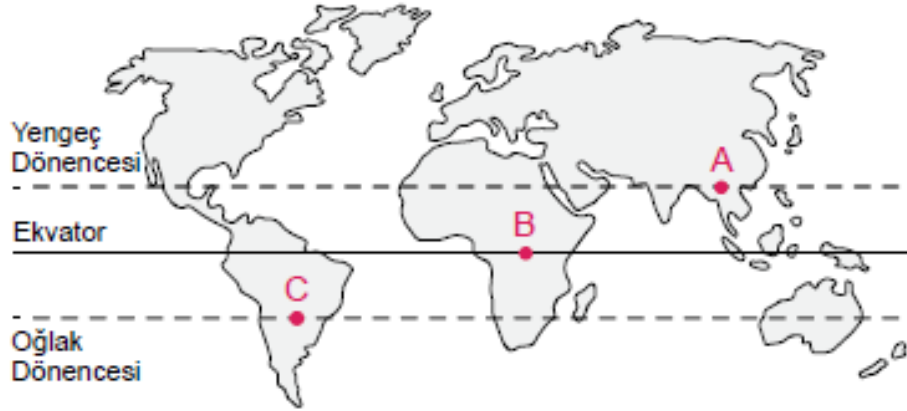 Yengeç
Dönencesi
A
B
Ekvator
C
Oğlak
Dönencesi